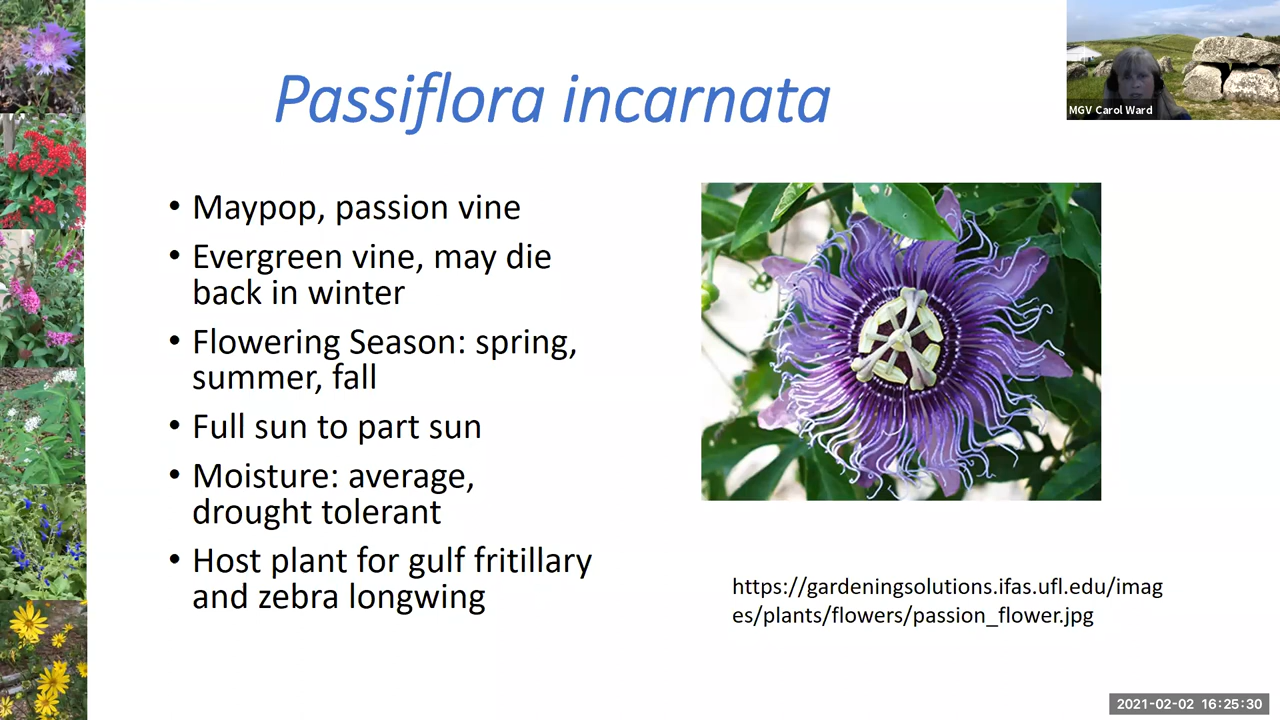 Passiflora incarnata
MGV Carol Ward
• Maypop, passion vine
• Evergreen vine, may die
back in winter
• Flowering Season: spring,
summer, fall
• Full sun to part sun
• Moisture: average,
drought tolerant
• Host plant for gulf fritillary
and zebra longwing
https://gardeningsolutions.ifas.ufl.edu/imag
es/plants/flowers/passion_flower.jpg
2021-02-02 16:25:30